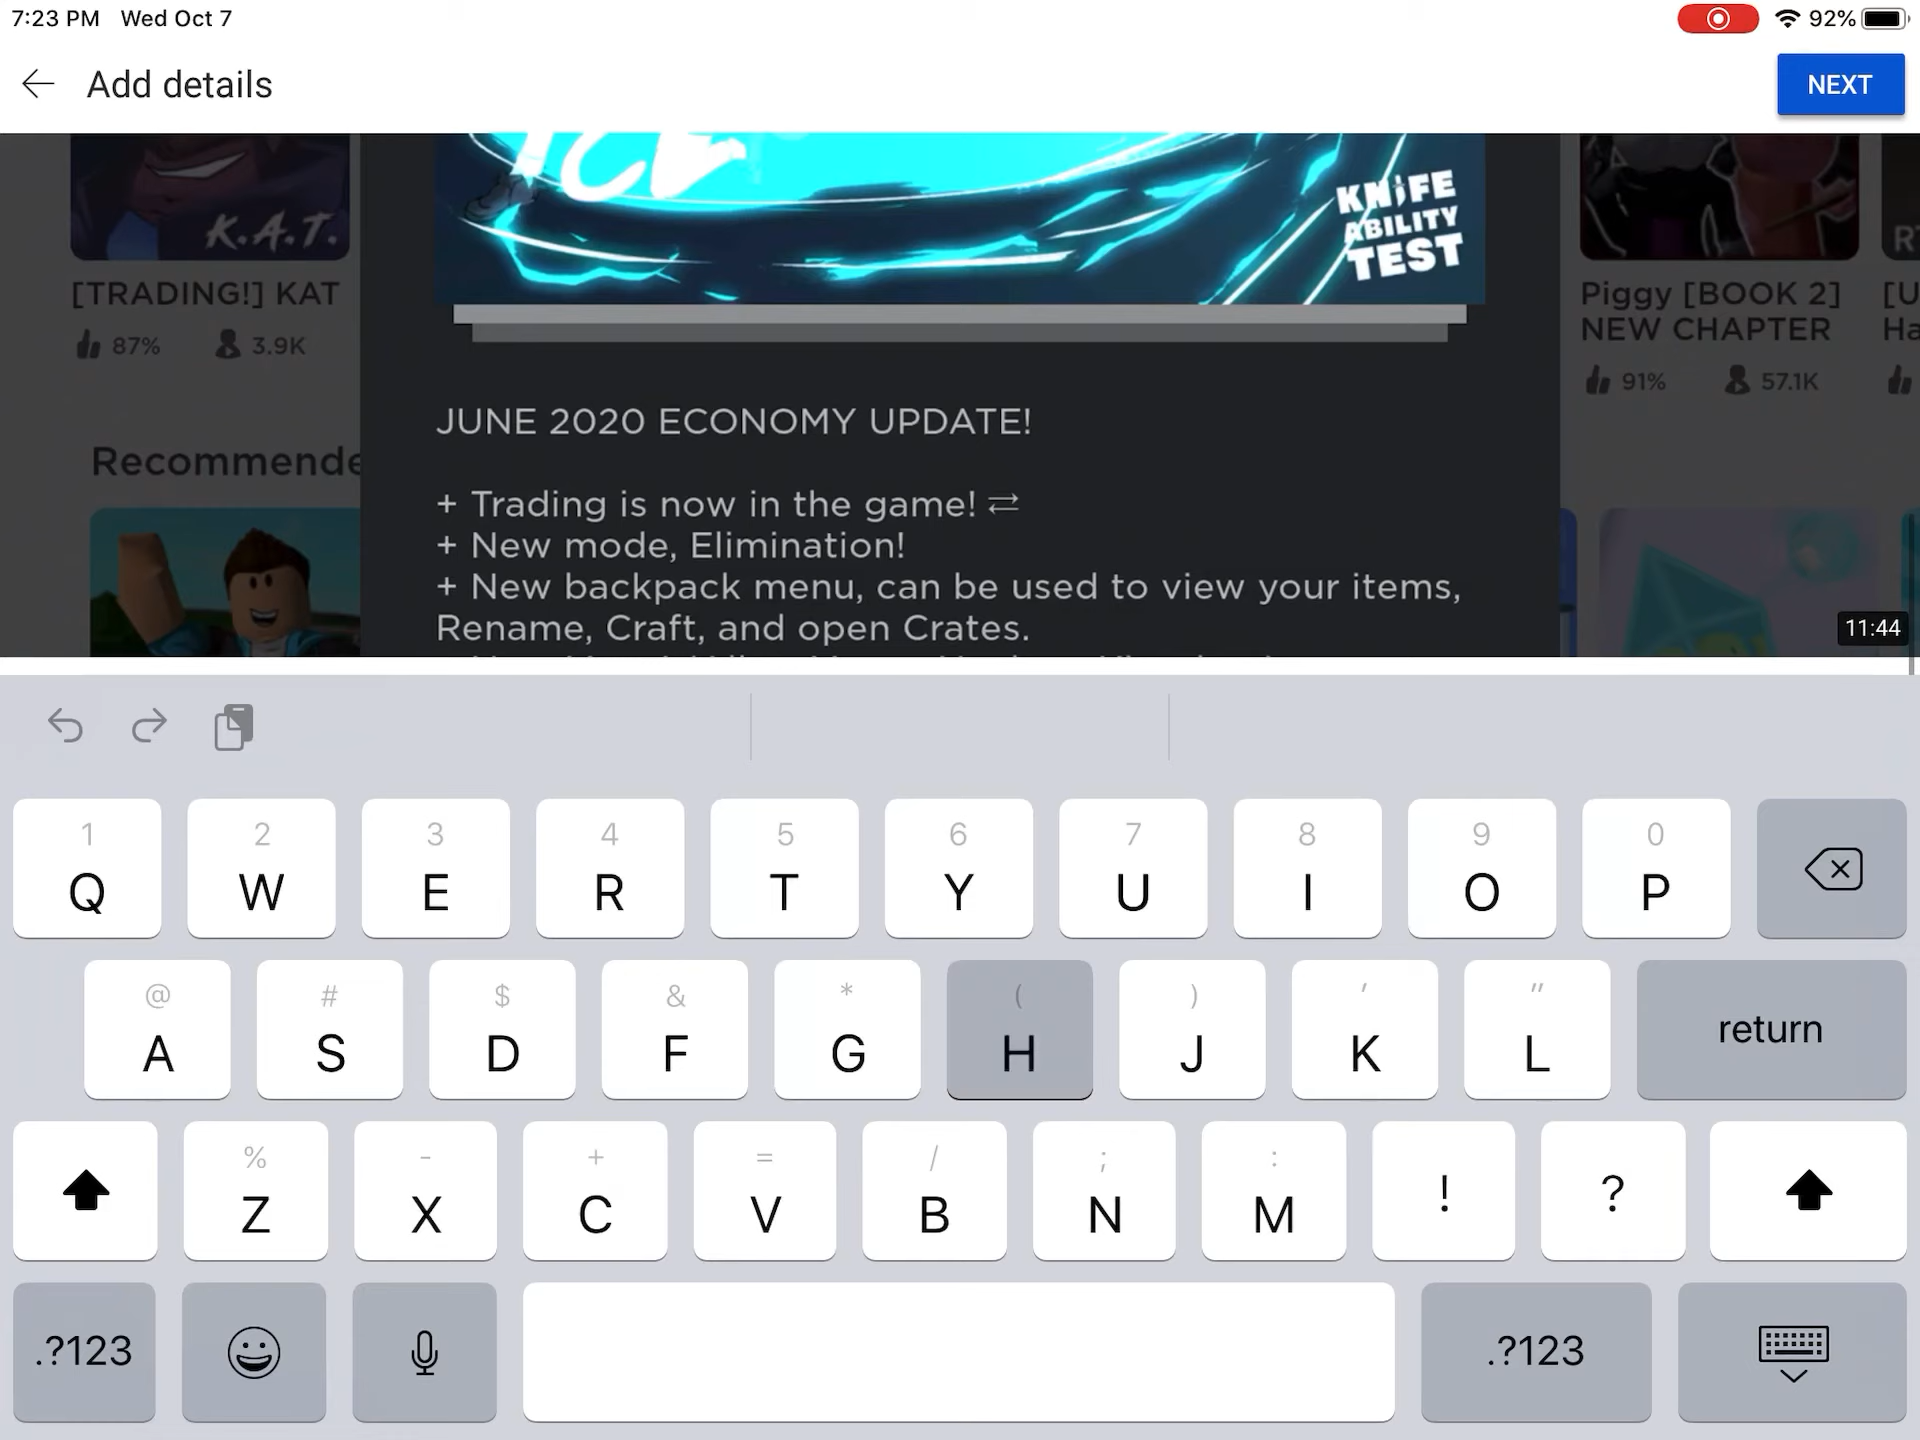 7:23 PM Wed Oct 7
92%
Add details
NEXT
K.A.T.
KNIFE
ABILITY
TEST
[TRADING!] KAT
87% 3.9K
Piggy [BOOK 2]
NEW CHAPTER
91% 57.1K
[U
Ha
Recommende
JUNE 2020 ECONOMY UPDATE!
+ Trading is now in the game! ⇄
+ New mode, Elimination!
+ New backpack menu, can be used to view your items,
Rename, Craft, and open Crates.
11:44
1 2 3 4 5 6 7 8 9 0
Q W E R T Y U I O P
@ # $ & * ( ) ' "
A S D F G H J K L return
% - + = / ; :
Z X C V B N M ! ?
.?123 .?123